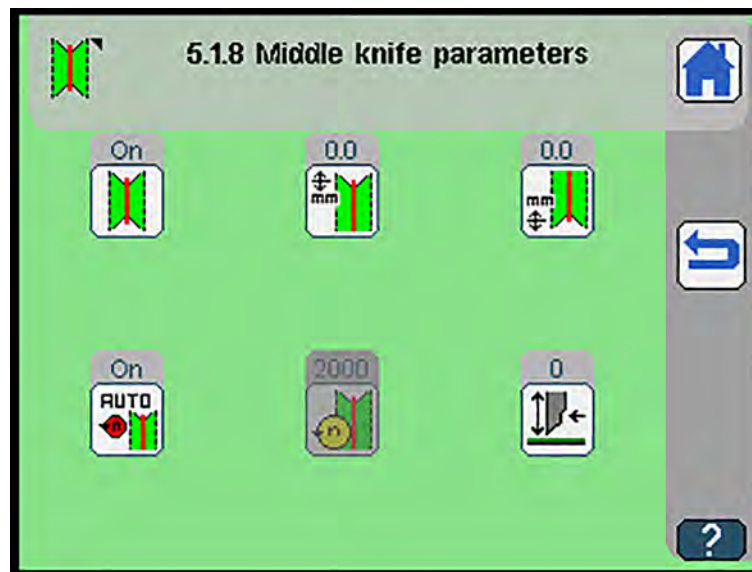 5.1.8 Middle knife parameters
On
0.0
0.0
mm
mm
On
2000
0
AUTO
n
n
?